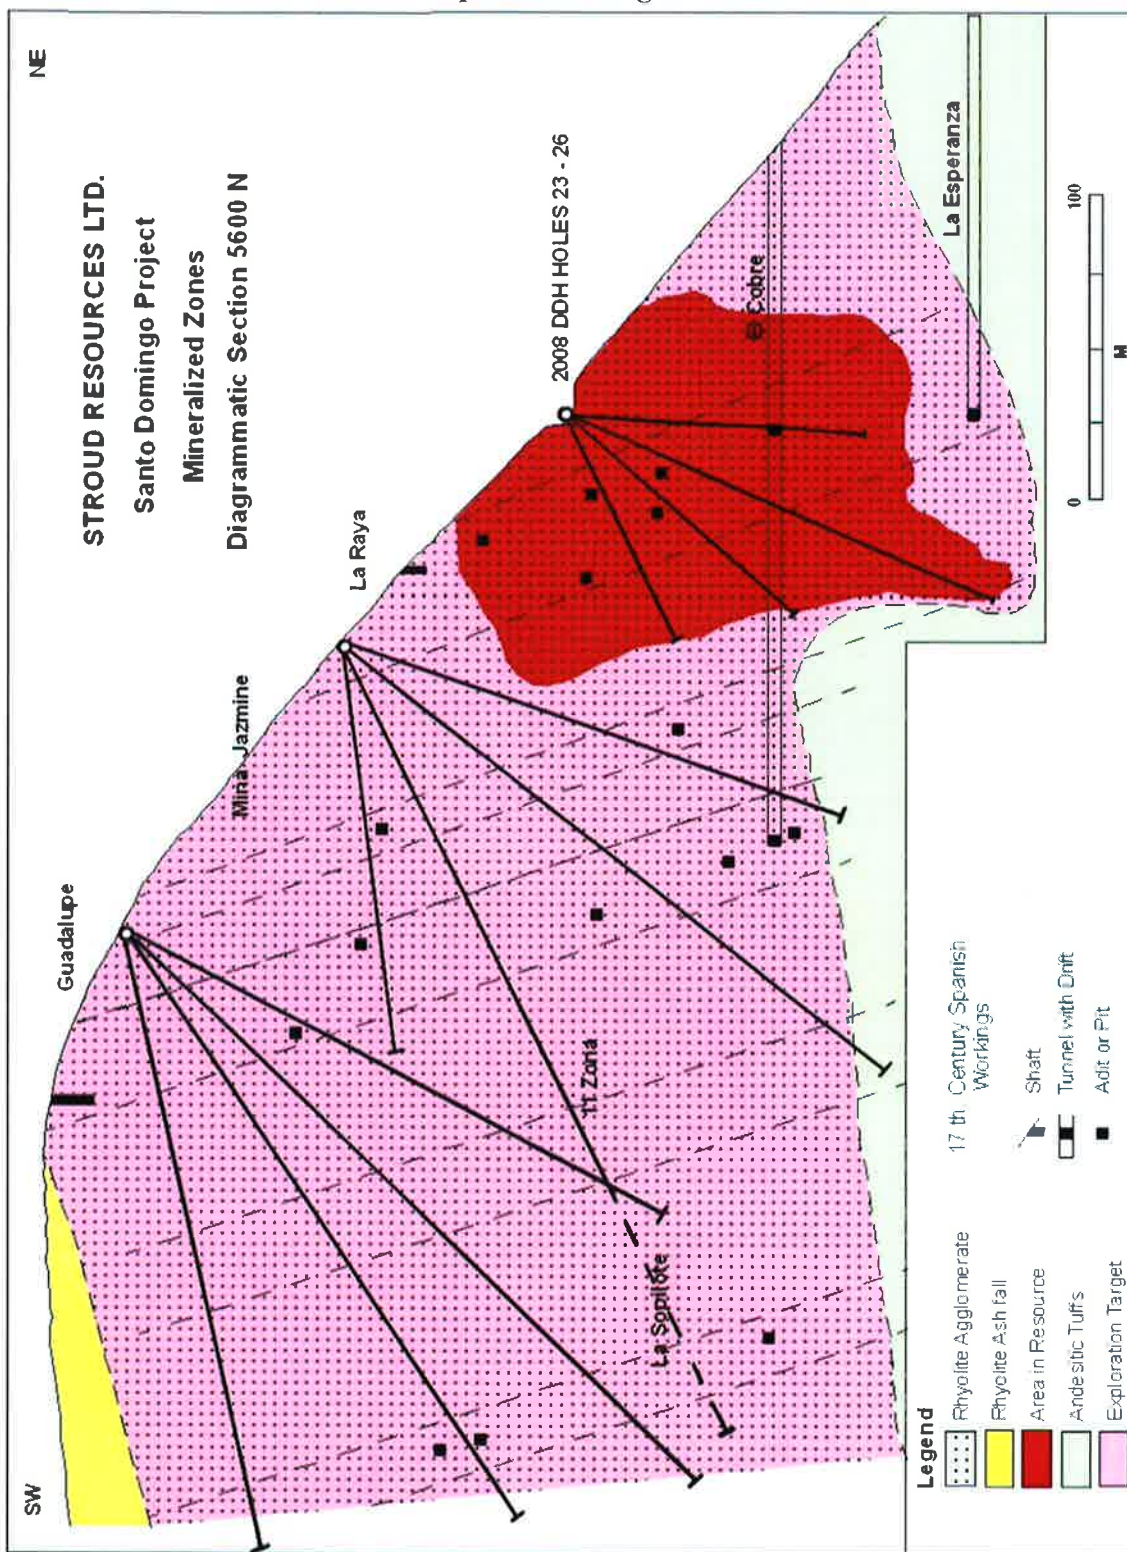 STROUD RESOURCES LTD.
Santo Domingo Project
Mineralized Zones
Diagrammatic Section 5600 N
SW
NE
Guadalupe
Mina Jazmine
La Raya
2008 DDH HOLES 23 - 26
11 Zona
La Sopilote
El Cobre
La Esperanza
0
100
M
Legend
Rhyolite Agglomerate
Rhyolite Ash fall
Area in Resource
Andesitic Tuffs
Exploration Target
17 th. Century Spanish
Workings
Shaft
Tunnel with Drift
Adit or Pit